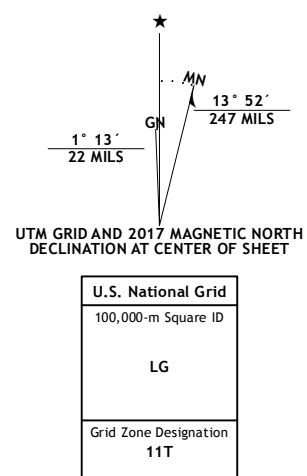 ★
MN
GN
13° 52´
247 MILS
1° 13´
22 MILS
UTM GRID AND 2017 MAGNETIC NORTH
DECLINATION AT CENTER OF SHEET
U.S. National Grid
100,000-m Square ID
LG
Grid Zone Designation
11T